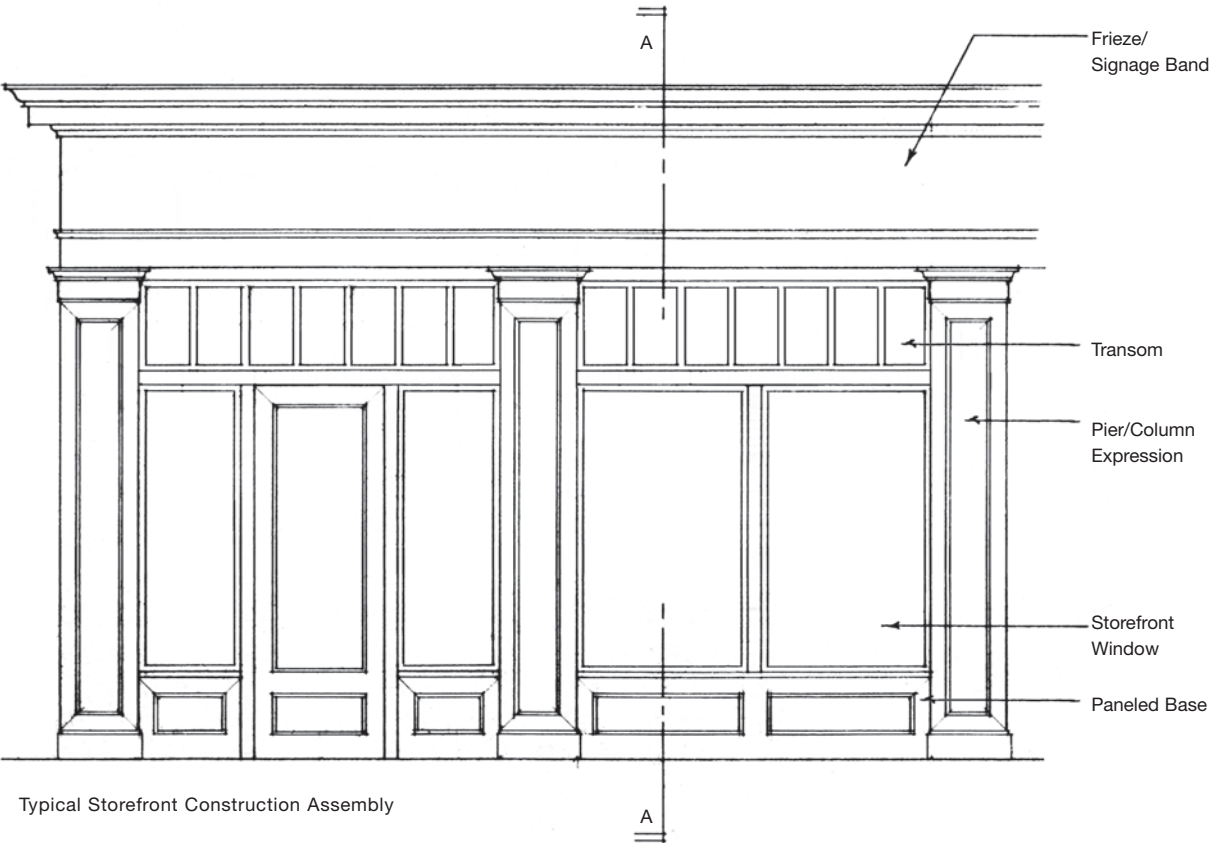 A
Frieze/
Signage Band
Transom
Pier/Column
Expression
Storefront
Window
Paneled Base
Typical Storefront Construction Assembly
A